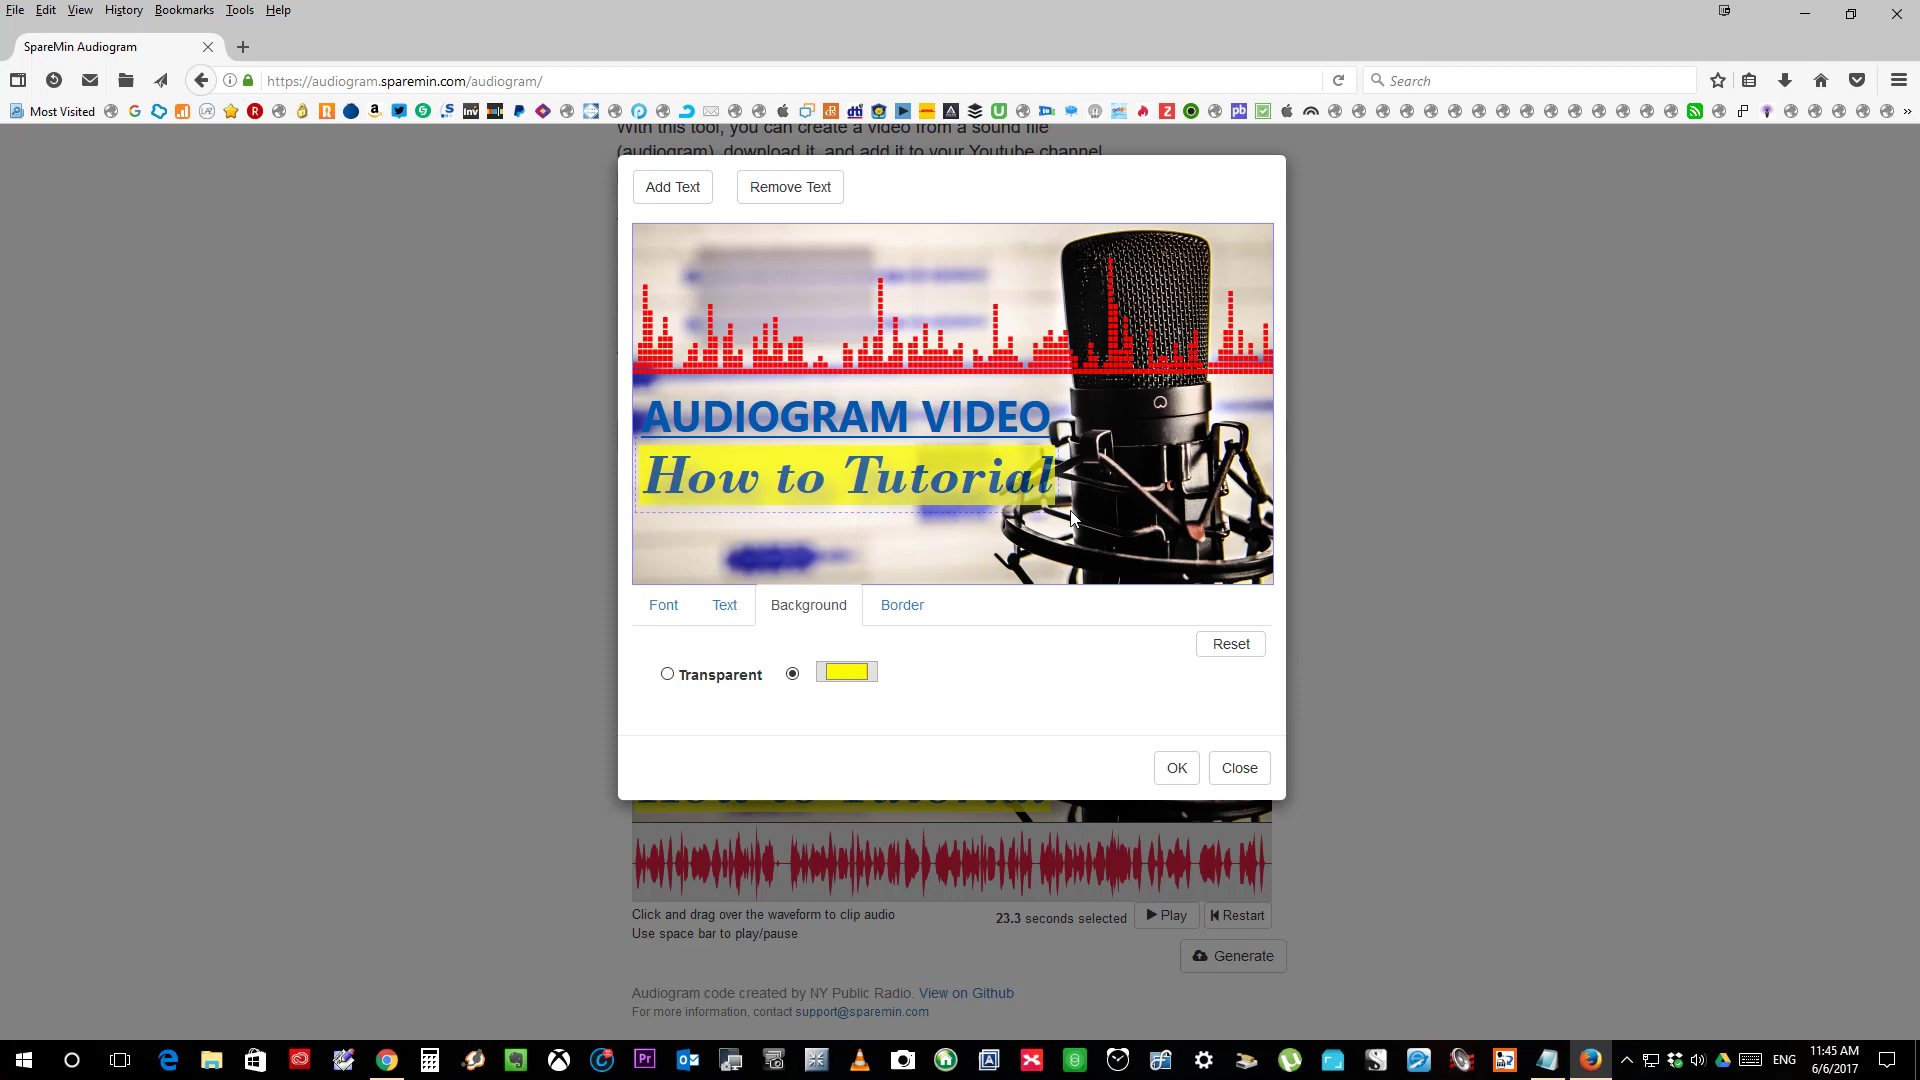 File Edit View History Bookmarks Tools Help
SpareMin Audiogram
https://audiogram.sparemin.com/audiogram/
Search
Most Visited
With this tool, you can create a video from a sound file
(audiogram), download it, and add it to your Youtube channel
Add Text Remove Text
AUDIOGRAM VIDEO
How to Tutorial
Font Text Background Border
Reset
Transparent
OK Close
How to Tutorial
Click and drag over the waveform to clip audio
23.3 seconds selected Play Restart
Use space bar to play/pause
Generate
Audiogram code created by NY Public Radio. View on Github
For more information, contact support@sparemin.com
ENG
11:45 AM
6/6/2017